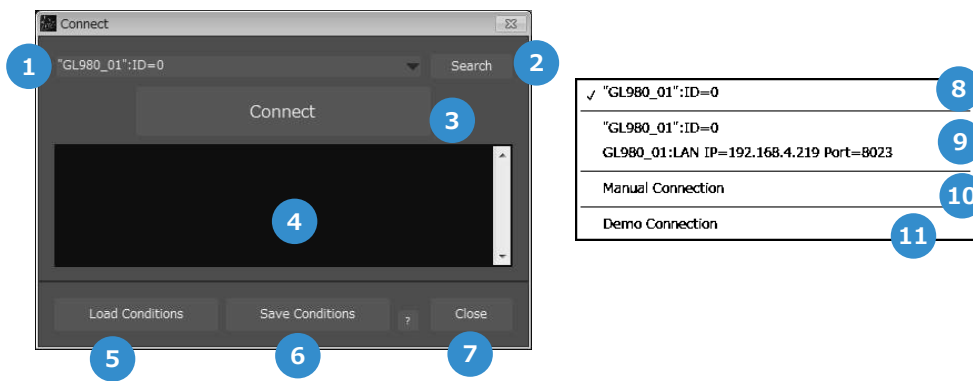 Connect
1
"GL980_01":ID=0
Search
2
Connect
3
4
Load Conditions
Save Conditions
?
Close
5
6
7
✓ "GL980_01":ID=0
8
"GL980_01":ID=0
GL980_01:LAN IP=192.168.4.219 Port=8023
9
Manual Connection
10
Demo Connection
11